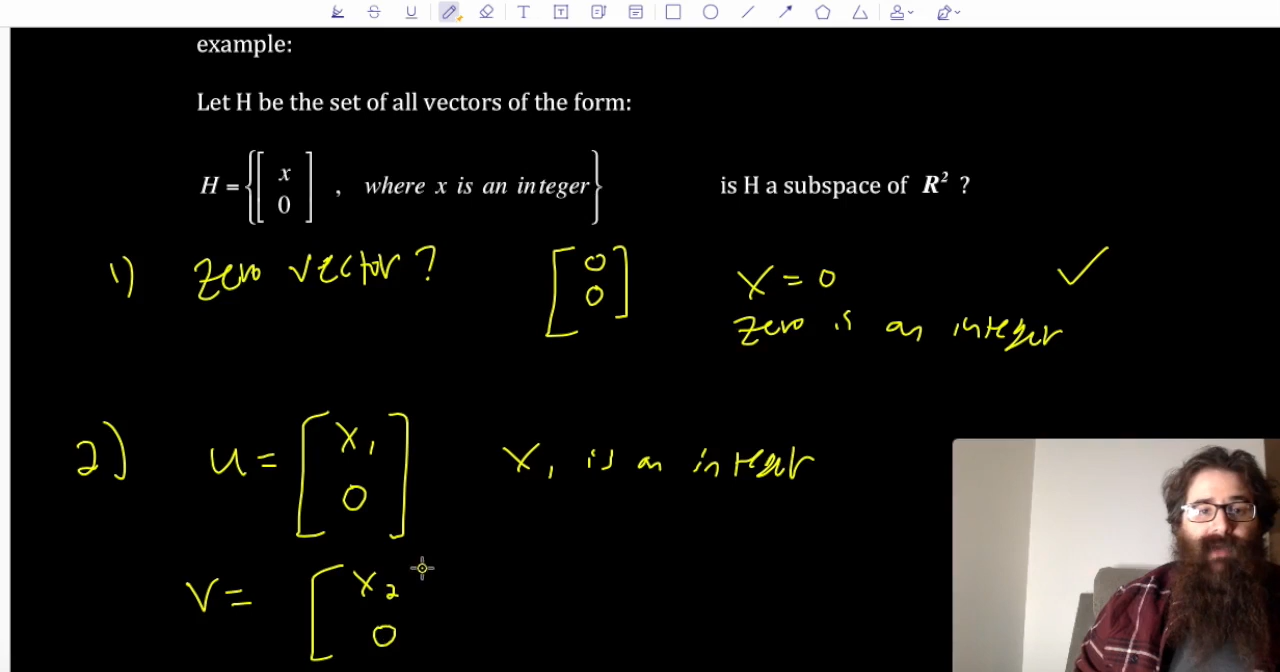 example:
Let H be the set of all vectors of the form:
H = {[x 0] , where x is an integer} is H a subspace of R² ?
1) zero vector? [0 0] x = 0 ✓
zero is an integer
2) u = [x₁ 0] x₁ is an integer
v = [x₂ 0